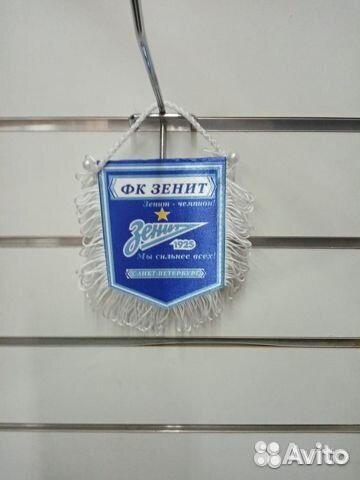 ФК ЗЕНИТ
Зенит - чемпион!
Зенит
1925
Мы сильнее всех!
САНКТ-ПЕТЕРБУРГ
Avito